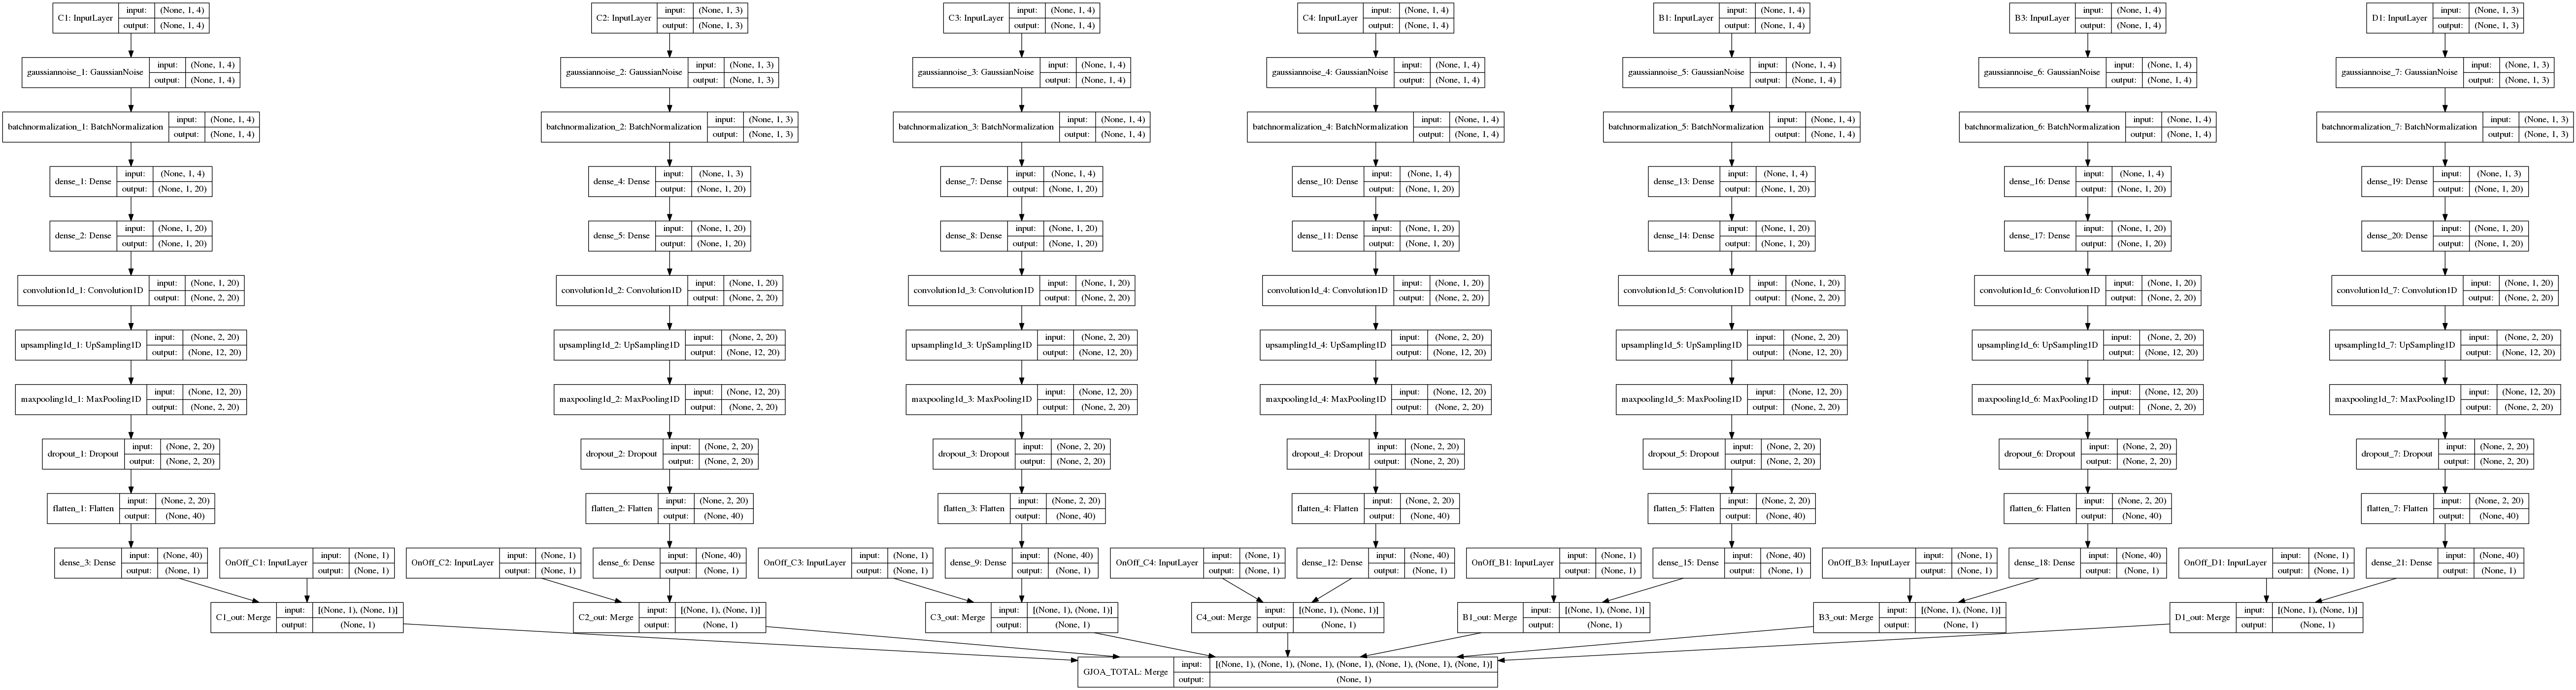 C1: InputLayer input: (None, 1, 4) output: (None, 1, 4)
C2: InputLayer input: (None, 1, 3) output: (None, 1, 3)
C3: InputLayer input: (None, 1, 4) output: (None, 1, 4)
C4: InputLayer input: (None, 1, 4) output: (None, 1, 4)
B1: InputLayer input: (None, 1, 4) output: (None, 1, 4)
B3: InputLayer input: (None, 1, 4) output: (None, 1, 4)
D1: InputLayer input: (None, 1, 3) output: (None, 1, 3)
gaussiannoise_1: GaussianNoise input: (None, 1, 4) output: (None, 1, 4)
gaussiannoise_2: GaussianNoise input: (None, 1, 3) output: (None, 1, 3)
gaussiannoise_3: GaussianNoise input: (None, 1, 4) output: (None, 1, 4)
gaussiannoise_4: GaussianNoise input: (None, 1, 4) output: (None, 1, 4)
gaussiannoise_5: GaussianNoise input: (None, 1, 4) output: (None, 1, 4)
gaussiannoise_6: GaussianNoise input: (None, 1, 4) output: (None, 1, 4)
gaussiannoise_7: GaussianNoise input: (None, 1, 3) output: (None, 1, 3)
batchnormalization_1: BatchNormalization input: (None, 1, 4) output: (None, 1, 4)
batchnormalization_2: BatchNormalization input: (None, 1, 3) output: (None, 1, 3)
batchnormalization_3: BatchNormalization input: (None, 1, 4) output: (None, 1, 4)
batchnormalization_4: BatchNormalization input: (None, 1, 4) output: (None, 1, 4)
batchnormalization_5: BatchNormalization input: (None, 1, 4) output: (None, 1, 4)
batchnormalization_6: BatchNormalization input: (None, 1, 4) output: (None, 1, 4)
batchnormalization_7: BatchNormalization input: (None, 1, 3) output: (None, 1, 3)
dense_1: Dense input: (None, 1, 4) output: (None, 1, 20)
dense_4: Dense input: (None, 1, 3) output: (None, 1, 20)
dense_7: Dense input: (None, 1, 4) output: (None, 1, 20)
dense_10: Dense input: (None, 1, 4) output: (None, 1, 20)
dense_13: Dense input: (None, 1, 4) output: (None, 1, 20)
dense_16: Dense input: (None, 1, 4) output: (None, 1, 20)
dense_19: Dense input: (None, 1, 3) output: (None, 1, 20)
dense_2: Dense input: (None, 1, 20) output: (None, 1, 20)
dense_5: Dense input: (None, 1, 20) output: (None, 1, 20)
dense_8: Dense input: (None, 1, 20) output: (None, 1, 20)
dense_11: Dense input: (None, 1, 20) output: (None, 1, 20)
dense_14: Dense input: (None, 1, 20) output: (None, 1, 20)
dense_17: Dense input: (None, 1, 20) output: (None, 1, 20)
dense_20: Dense input: (None, 1, 20) output: (None, 1, 20)
convolution1d_1: Convolution1D input: (None, 1, 20) output: (None, 2, 20)
convolution1d_2: Convolution1D input: (None, 1, 20) output: (None, 2, 20)
convolution1d_3: Convolution1D input: (None, 1, 20) output: (None, 2, 20)
convolution1d_4: Convolution1D input: (None, 1, 20) output: (None, 2, 20)
convolution1d_5: Convolution1D input: (None, 1, 20) output: (None, 2, 20)
convolution1d_6: Convolution1D input: (None, 1, 20) output: (None, 2, 20)
convolution1d_7: Convolution1D input: (None, 1, 20) output: (None, 2, 20)
upsampling1d_1: UpSampling1D input: (None, 2, 20) output: (None, 12, 20)
upsampling1d_2: UpSampling1D input: (None, 2, 20) output: (None, 12, 20)
upsampling1d_3: UpSampling1D input: (None, 2, 20) output: (None, 12, 20)
upsampling1d_4: UpSampling1D input: (None, 2, 20) output: (None, 12, 20)
upsampling1d_5: UpSampling1D input: (None, 2, 20) output: (None, 12, 20)
upsampling1d_6: UpSampling1D input: (None, 2, 20) output: (None, 12, 20)
upsampling1d_7: UpSampling1D input: (None, 2, 20) output: (None, 12, 20)
maxpooling1d_1: MaxPooling1D input: (None, 12, 20) output: (None, 2, 20)
maxpooling1d_2: MaxPooling1D input: (None, 12, 20) output: (None, 2, 20)
maxpooling1d_3: MaxPooling1D input: (None, 12, 20) output: (None, 2, 20)
maxpooling1d_4: MaxPooling1D input: (None, 12, 20) output: (None, 2, 20)
maxpooling1d_5: MaxPooling1D input: (None, 12, 20) output: (None, 2, 20)
maxpooling1d_6: MaxPooling1D input: (None, 12, 20) output: (None, 2, 20)
maxpooling1d_7: MaxPooling1D input: (None, 12, 20) output: (None, 2, 20)
dropout_1: Dropout input: (None, 2, 20) output: (None, 2, 20)
dropout_2: Dropout input: (None, 2, 20) output: (None, 2, 20)
dropout_3: Dropout input: (None, 2, 20) output: (None, 2, 20)
dropout_4: Dropout input: (None, 2, 20) output: (None, 2, 20)
dropout_5: Dropout input: (None, 2, 20) output: (None, 2, 20)
dropout_6: Dropout input: (None, 2, 20) output: (None, 2, 20)
dropout_7: Dropout input: (None, 2, 20) output: (None, 2, 20)
flatten_1: Flatten input: (None, 2, 20) output: (None, 40)
flatten_2: Flatten input: (None, 2, 20) output: (None, 40)
flatten_3: Flatten input: (None, 2, 20) output: (None, 40)
flatten_4: Flatten input: (None, 2, 20) output: (None, 40)
flatten_5: Flatten input: (None, 2, 20) output: (None, 40)
flatten_6: Flatten input: (None, 2, 20) output: (None, 40)
flatten_7: Flatten input: (None, 2, 20) output: (None, 40)
dense_3: Dense input: (None, 40) output: (None, 1)
OnOff_C1: InputLayer input: (None, 1) output: (None, 1)
OnOff_C2: InputLayer input: (None, 1) output: (None, 1)
dense_6: Dense input: (None, 40) output: (None, 1)
OnOff_C3: InputLayer input: (None, 1) output: (None, 1)
dense_9: Dense input: (None, 40) output: (None, 1)
OnOff_C4: InputLayer input: (None, 1) output: (None, 1)
dense_12: Dense input: (None, 40) output: (None, 1)
OnOff_B1: InputLayer input: (None, 1) output: (None, 1)
dense_15: Dense input: (None, 40) output: (None, 1)
OnOff_B3: InputLayer input: (None, 1) output: (None, 1)
dense_18: Dense input: (None, 40) output: (None, 1)
OnOff_D1: InputLayer input: (None, 1) output: (None, 1)
dense_21: Dense input: (None, 40) output: (None, 1)
C1_out: Merge input: [(None, 1), (None, 1)] output: (None, 1)
C2_out: Merge input: [(None, 1), (None, 1)] output: (None, 1)
C3_out: Merge input: [(None, 1), (None, 1)] output: (None, 1)
C4_out: Merge input: [(None, 1), (None, 1)] output: (None, 1)
B1_out: Merge input: [(None, 1), (None, 1)] output: (None, 1)
B3_out: Merge input: [(None, 1), (None, 1)] output: (None, 1)
D1_out: Merge input: [(None, 1), (None, 1)] output: (None, 1)
GJOA_TOTAL: Merge input: [(None, 1), (None, 1), (None, 1), (None, 1), (None, 1), (None, 1), (None, 1)] output: (None, 1)